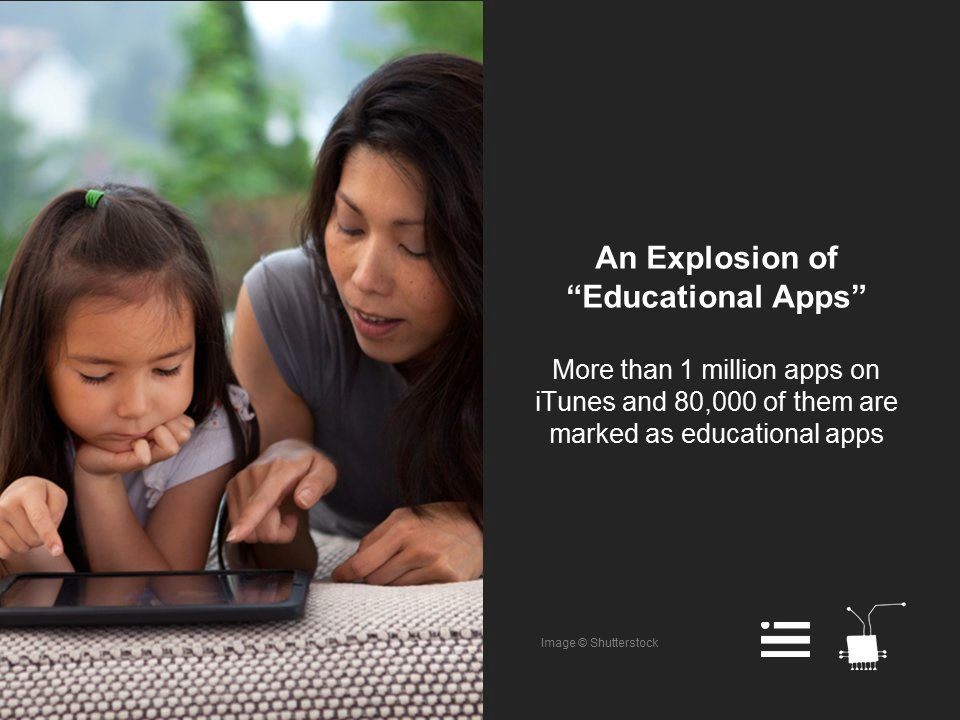 An Explosion of
“Educational Apps”
More than 1 million apps on
iTunes and 80,000 of them are
marked as educational apps
Image © Shutterstock